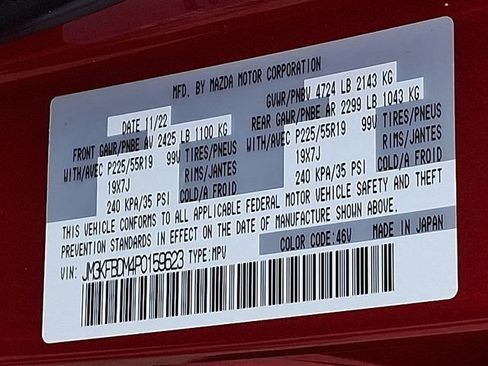 MFD. BY MAZDA MOTOR CORPORATION
DATE 11/22 GVWR/PNBV 4724 LB 2143 KG
FRONT GAWR/PNBE AV 2425 LB 1100 KG REAR GAWR/PNBE AR 2299 LB 1043 KG
WITH/AVEC P225/55R19 99V TIRES/PNEUS WITH/AVEC P225/55R19 99V TIRES/PNEUS
19X7J RIMS/JANTES 19X7J RIMS/JANTES
240 KPA/35 PSI COLD/A FROID 240 KPA/35 PSI COLD/A FROID
THIS VEHICLE CONFORMS TO ALL APPLICABLE FEDERAL MOTOR VEHICLE SAFETY AND THEFT
PREVENTION STANDARDS IN EFFECT ON THE DATE OF MANUFACTURE SHOWN ABOVE.
COLOR CODE:46V MADE IN JAPAN
VIN: JM3KFBDM4P0159623 TYPE:MPV